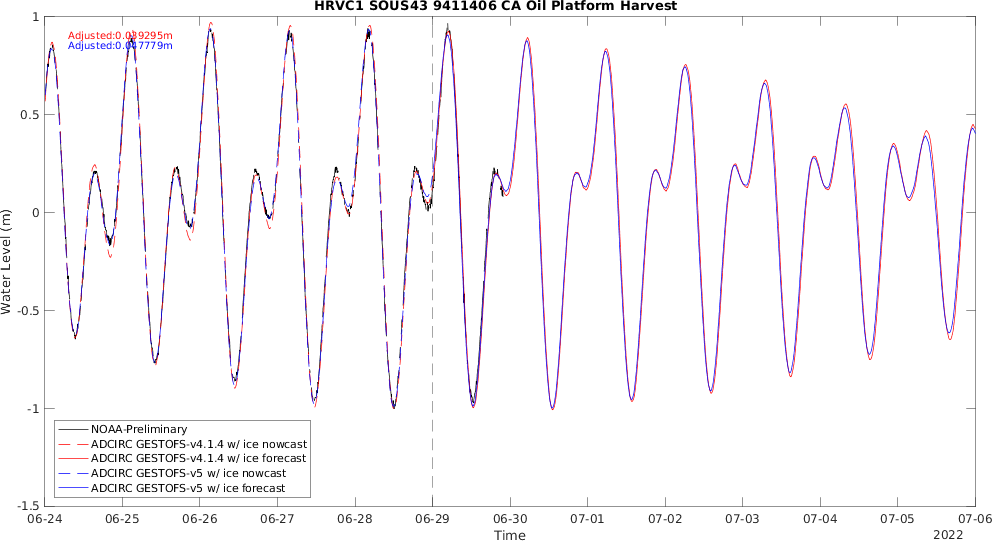 HRVC1 SOUS43 9411406 CA Oil Platform Harvest
Adjusted:0.039295m
Adjusted:0.047779m
1
0.5
0
-0.5
-1
-1.5
Water Level (m)
NOAA-Preliminary
ADCIRC GESTOFS-v4.1.4 w/ ice nowcast
ADCIRC GESTOFS-v4.1.4 w/ ice forecast
ADCIRC GESTOFS-v5 w/ ice nowcast
ADCIRC GESTOFS-v5 w/ ice forecast
06-24 06-25 06-26 06-27 06-28 06-29 06-30 07-01 07-02 07-03 07-04 07-05 07-06
Time
2022